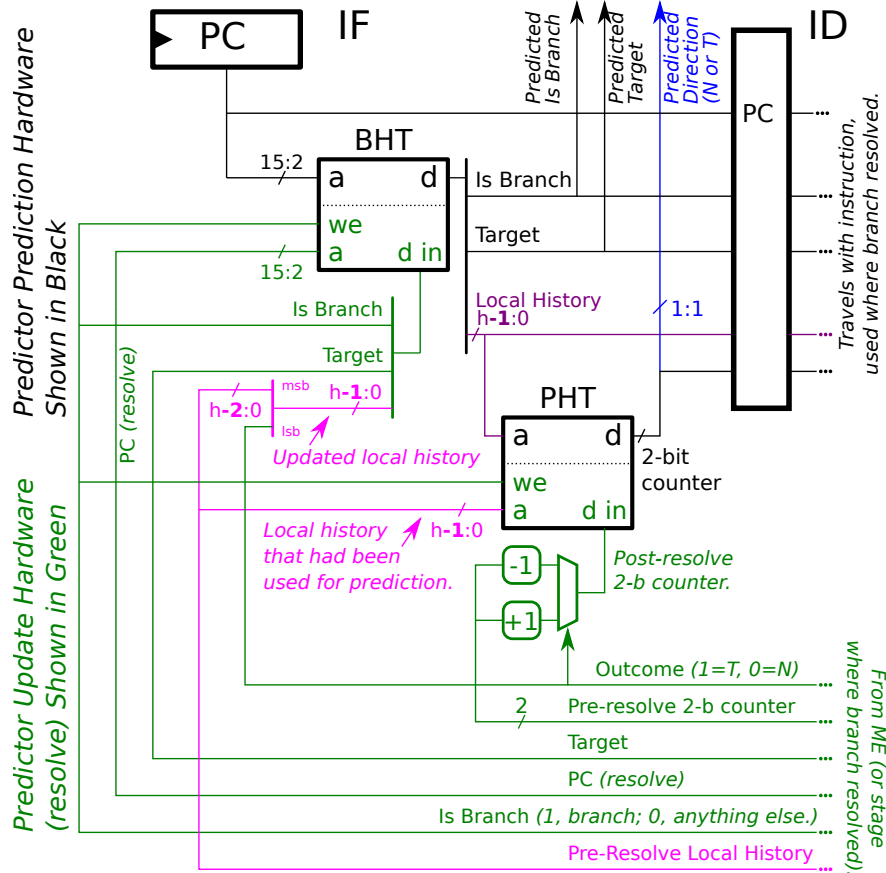 PC
IF
ID
Predicted
Is Branch
Predicted
Target
Predicted
Direction
(N or T)
Predictor Prediction Hardware
Shown in Black
PC
BHT
15:2
a
d
Is Branch
we
a
d in
15:2
Target
Local History
h-1:0
1:1
Travels with instruction,
used where branch resolved.
Is Branch
Target
msb
h-1:0
h-2:0
lsb
Updated local history
PC (resolve)
PHT
a
d
2-bit
counter
we
a
d in
h-1:0
Local history
that had been
used for prediction.
Predictor Update Hardware
(resolve) Shown in Green
-1
+1
Post-resolve
2-b counter.
Outcome (1=T, 0=N)
2
Pre-resolve 2-b counter
Target
PC (resolve)
Is Branch (1, branch; 0, anything else.)
Pre-Resolve Local History
From ME (or stage
where branch resolved).